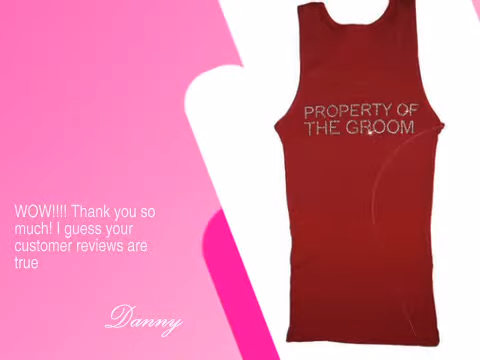 PROPERTY OF
THE GROOM
WOW!!!! Thank you so
much! I guess your
customer reviews are
true
Danny